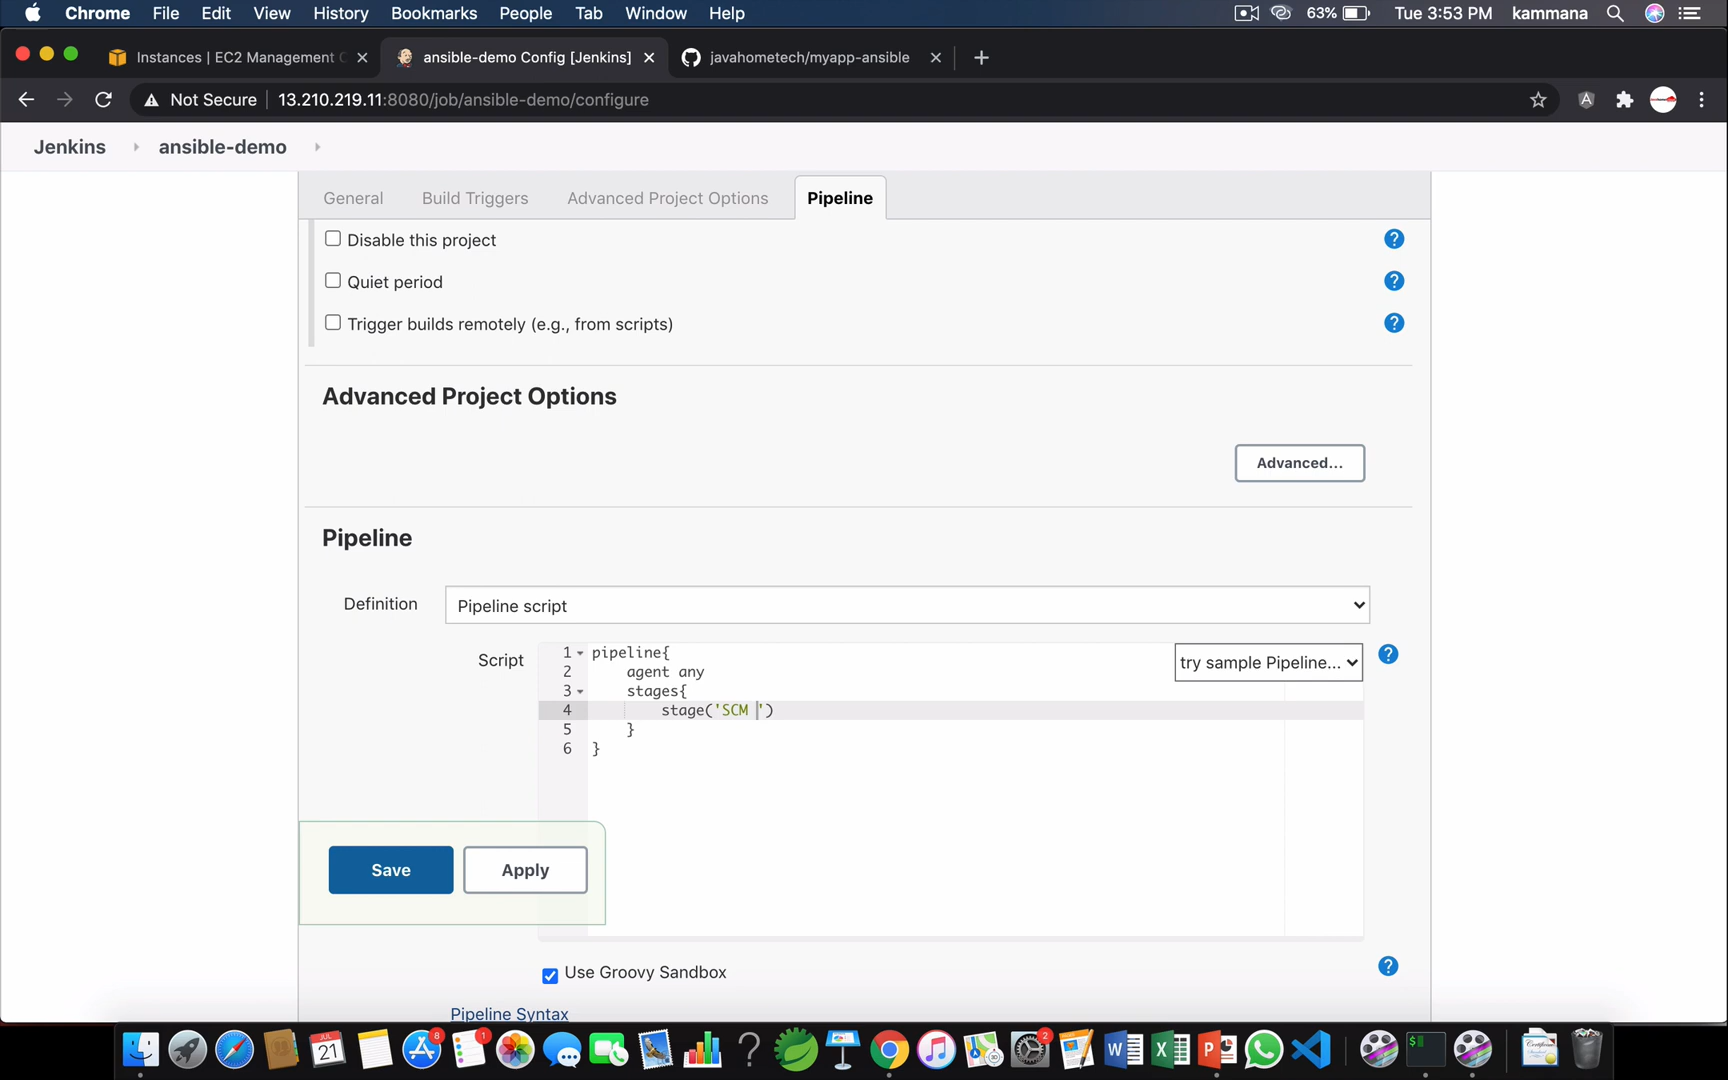 Chrome File Edit View History Bookmarks People Tab Window Help 63% Tue 3:53 PM kammana
Instances | EC2 Management C ansible-demo Config [Jenkins] javahometech/myapp-ansible
Not Secure 13.210.219.11:8080/job/ansible-demo/configure
Jenkins ansible-demo
General Build Triggers Advanced Project Options Pipeline
Disable this project ?
Quiet period ?
Trigger builds remotely (e.g., from scripts) ?
Advanced Project Options
Advanced...
Pipeline
Definition Pipeline script
Script
try sample Pipeline... ?
1 pipeline{
2 agent any
3 stages{
4 stage('SCM ')
5 }
6 }
Save Apply
Use Groovy Sandbox ?
Pipeline Syntax
JUL
21
8
1
2